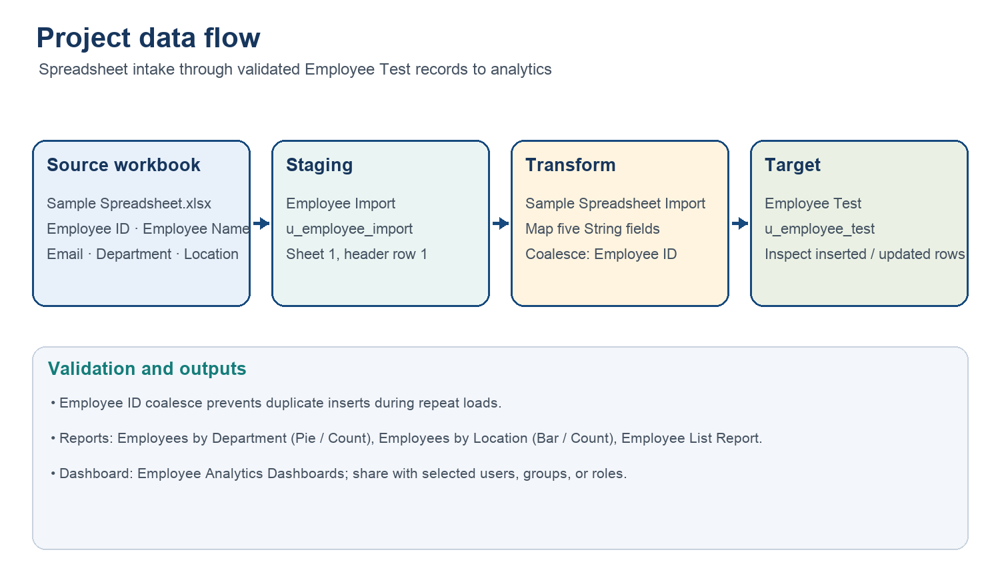 Project data flow
Spreadsheet intake through validated Employee Test records to analytics
Source workbook
Sample Spreadsheet.xlsx
Employee ID · Employee Name
Email · Department · Location
Staging
Employee Import
u_employee_import
Sheet 1, header row 1
Transform
Sample Spreadsheet Import
Map five String fields
Coalesce: Employee ID
Target
Employee Test
u_employee_test
Inspect inserted / updated rows
Validation and outputs
• Employee ID coalesce prevents duplicate inserts during repeat loads.
• Reports: Employees by Department (Pie / Count), Employees by Location (Bar / Count), Employee List Report.
• Dashboard: Employee Analytics Dashboards; share with selected users, groups, or roles.